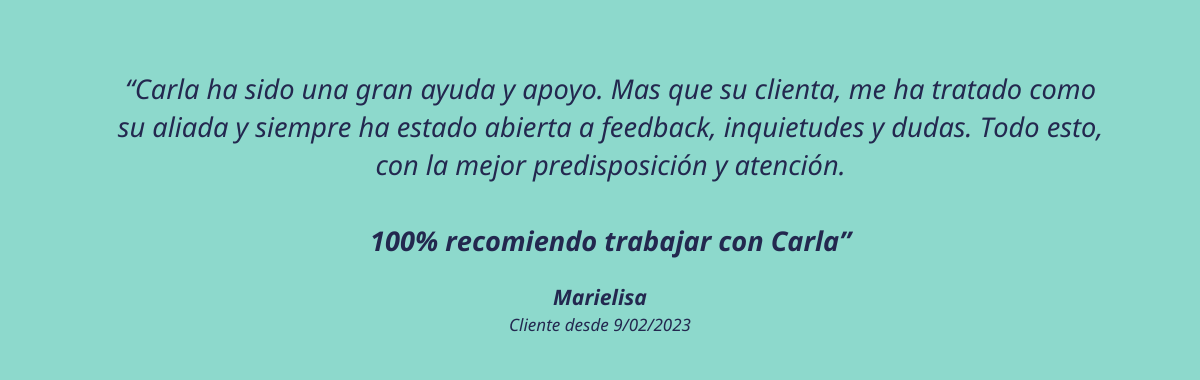 “Carla ha sido una gran ayuda y apoyo. Mas que su clienta, me ha tratado como
su aliada y siempre ha estado abierta a feedback, inquietudes y dudas. Todo esto,
con la mejor predisposición y atención.
100% recomiendo trabajar con Carla”
Marielisa
Cliente desde 9/02/2023